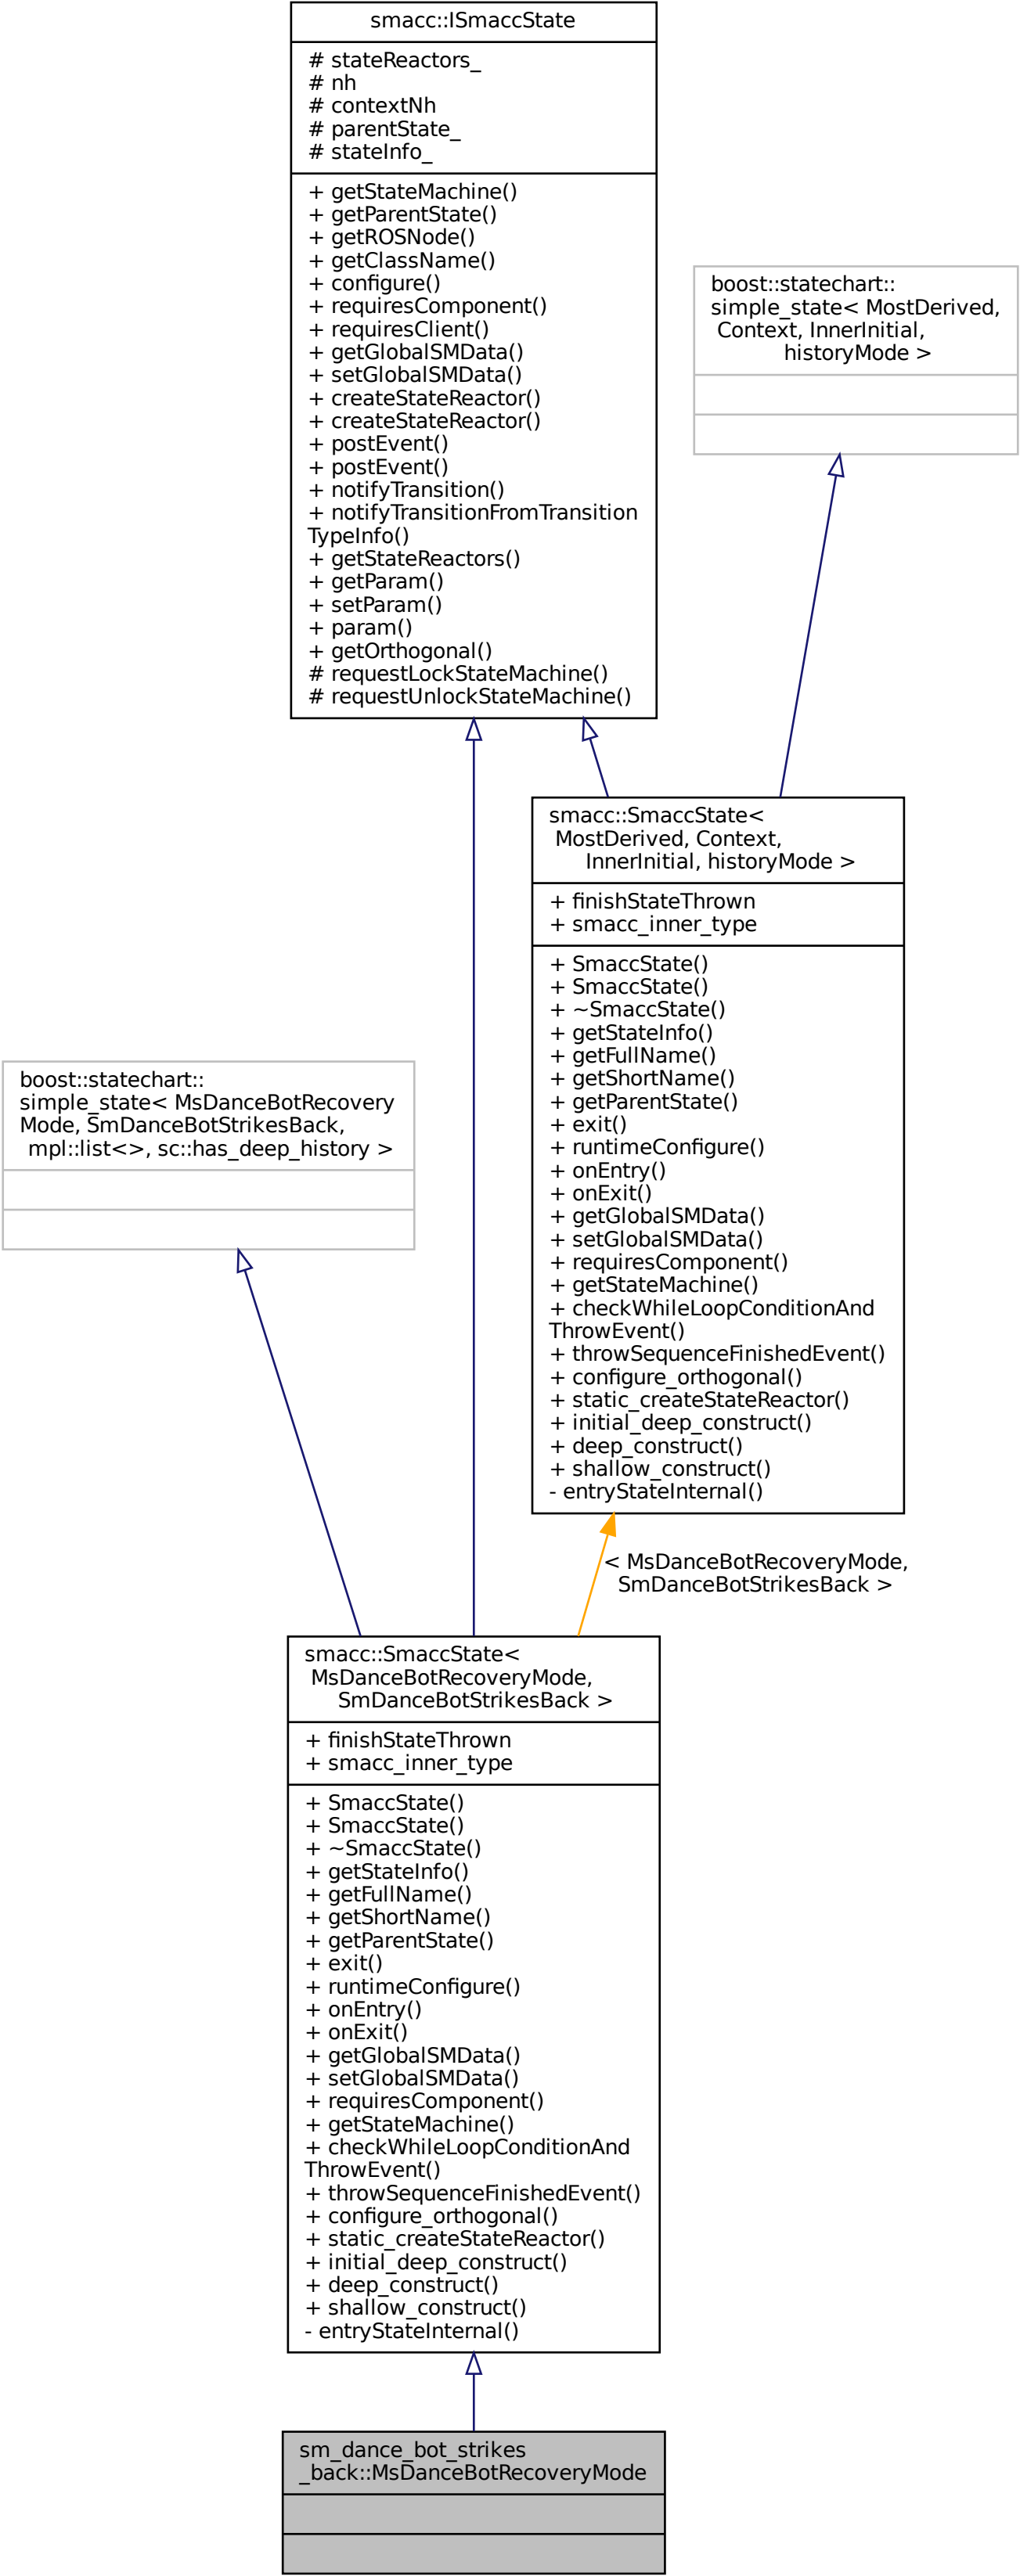 smacc::ISmaccState
# stateReactors_
# nh
# contextNh
# parentState_
# stateInfo_
+ getStateMachine()
+ getParentState()
+ getROSNode()
+ getClassName()
+ configure()
+ requiresComponent()
+ requiresClient()
+ getGlobalSMData()
+ setGlobalSMData()
+ createStateReactor()
+ createStateReactor()
+ postEvent()
+ postEvent()
+ notifyTransition()
+ notifyTransitionFromTransition
TypeInfo()
+ getStateReactors()
+ getParam()
+ setParam()
+ param()
+ getOrthogonal()
# requestLockStateMachine()
# requestUnlockStateMachine()
boost::statechart::
simple_state< MostDerived,
Context, InnerInitial,
historyMode >
smacc::SmaccState<
MostDerived, Context,
InnerInitial, historyMode >
+ finishStateThrown
+ smacc_inner_type
+ SmaccState()
+ SmaccState()
+ ~SmaccState()
+ getStateInfo()
+ getFullName()
+ getShortName()
+ getParentState()
+ exit()
+ runtimeConfigure()
+ onEntry()
+ onExit()
+ getGlobalSMData()
+ setGlobalSMData()
+ requiresComponent()
+ getStateMachine()
+ checkWhileLoopConditionAnd
ThrowEvent()
+ throwSequenceFinishedEvent()
+ configure_orthogonal()
+ static_createStateReactor()
+ initial_deep_construct()
+ deep_construct()
+ shallow_construct()
- entryStateInternal()
boost::statechart::
simple_state< MsDanceBotRecovery
Mode, SmDanceBotStrikesBack,
mpl::list<>, sc::has_deep_history >
< MsDanceBotRecoveryMode,
SmDanceBotStrikesBack >
smacc::SmaccState<
MsDanceBotRecoveryMode,
SmDanceBotStrikesBack >
+ finishStateThrown
+ smacc_inner_type
+ SmaccState()
+ SmaccState()
+ ~SmaccState()
+ getStateInfo()
+ getFullName()
+ getShortName()
+ getParentState()
+ exit()
+ runtimeConfigure()
+ onEntry()
+ onExit()
+ getGlobalSMData()
+ setGlobalSMData()
+ requiresComponent()
+ getStateMachine()
+ checkWhileLoopConditionAnd
ThrowEvent()
+ throwSequenceFinishedEvent()
+ configure_orthogonal()
+ static_createStateReactor()
+ initial_deep_construct()
+ deep_construct()
+ shallow_construct()
- entryStateInternal()
sm_dance_bot_strikes
_back::MsDanceBotRecoveryMode